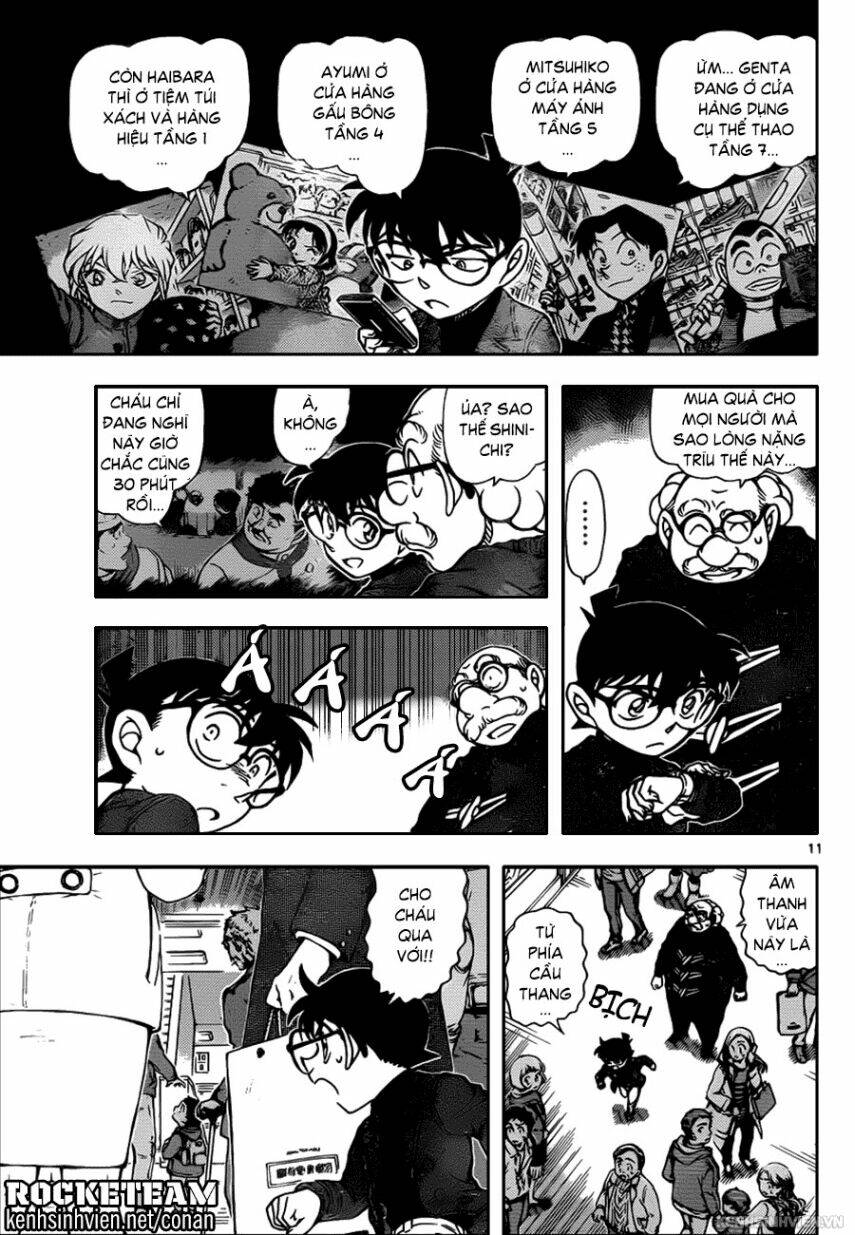 ỪM... GENTA
ĐANG Ở CỬA
HÀNG DỤNG
CỤ THỂ THAO
TẦNG 7...
MITSUHIKO
Ở CỬA HÀNG
MÁY ẢNH
TẦNG 5
...
AYUMI Ở
CỬA HÀNG
GẤU BÔNG
TẦNG 4
...
CÒN HAIBARA
THÌ Ở TIỆM TÚI
XÁCH VÀ HÀNG
HIỆU TẦNG 1
...
MUA QUÀ CHO
MỌI NGƯỜI MÀ
SAO LÒNG NẶNG
TRĨU THẾ NÀY...
......
ỦA? SAO
THẾ SHINI-
CHI?
À,
KHÔNG
...
CHÁU CHỈ
ĐANG NGHĨ
NÃY GIỜ
CHẮC CŨNG
30 PHÚT
RỒI...
Á Á Á Á
11
ÂM
THANH
VỪA
NÃY LÀ
...
TỪ
PHÍA
CẦU
THANG
BỊCH
CHO
CHÁU
QUA
VỚI!!
ROCKETEAM
kenhsinhvien.net/conan
KENHSINHVIEN.VN